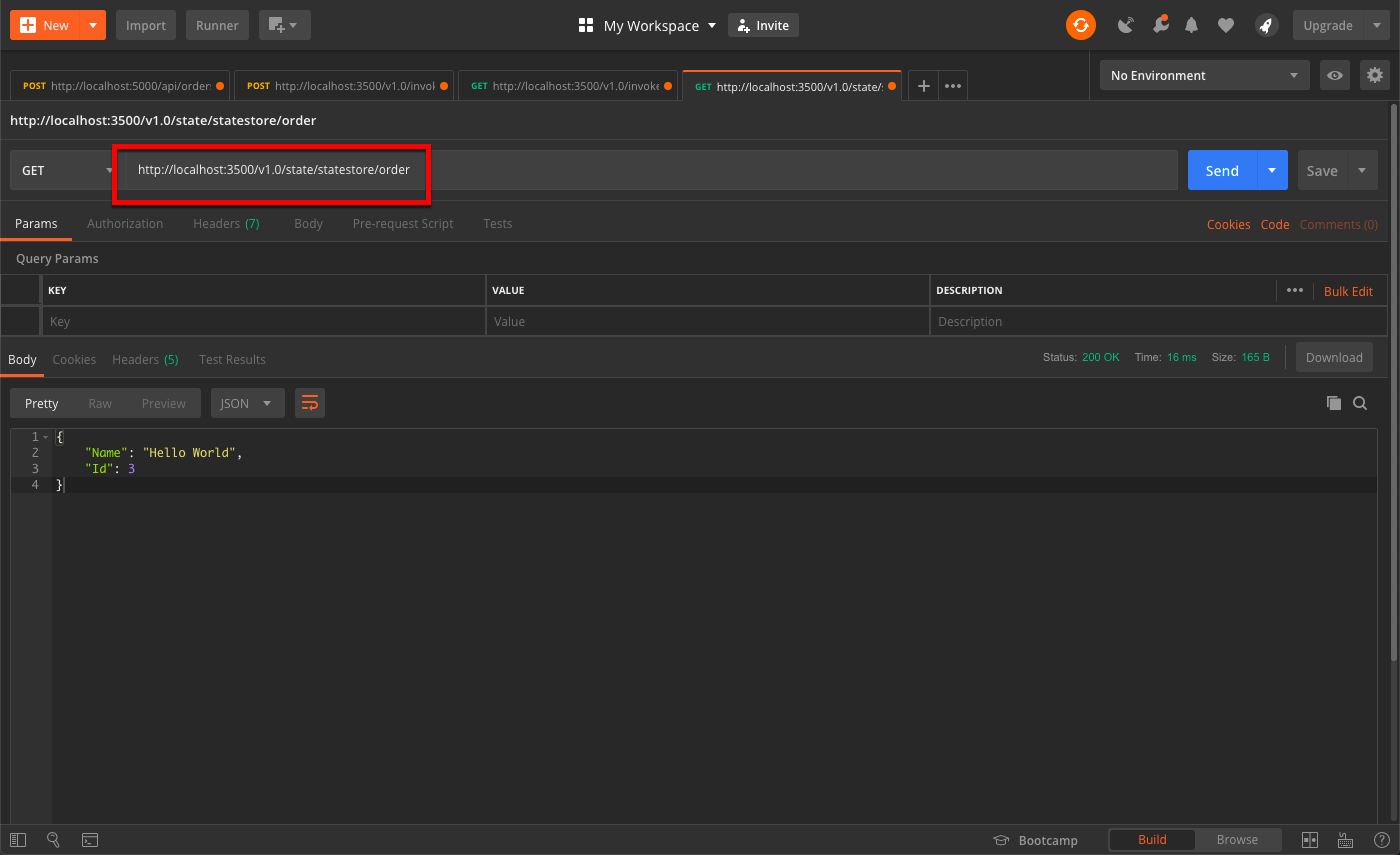 New Import Runner My Workspace Invite Upgrade
POST http://localhost:5000/api/order POST http://localhost:3500/v1.0/invok GET http://localhost:3500/v1.0/invoke GET http://localhost:3500/v1.0/state/s No Environment
http://localhost:3500/v1.0/state/statestore/order
GET http://localhost:3500/v1.0/state/statestore/order Send Save
Params Authorization Headers (7) Body Pre-request Script Tests Cookies Code Comments (0)
Query Params
KEY VALUE DESCRIPTION Bulk Edit
Key Value Description
Body Cookies Headers (5) Test Results Status: 200 OK Time: 16 ms Size: 165 B Download
Pretty Raw Preview JSON
1 {
2 "Name": "Hello World",
3 "Id": 3
4 }
Bootcamp Build Browse